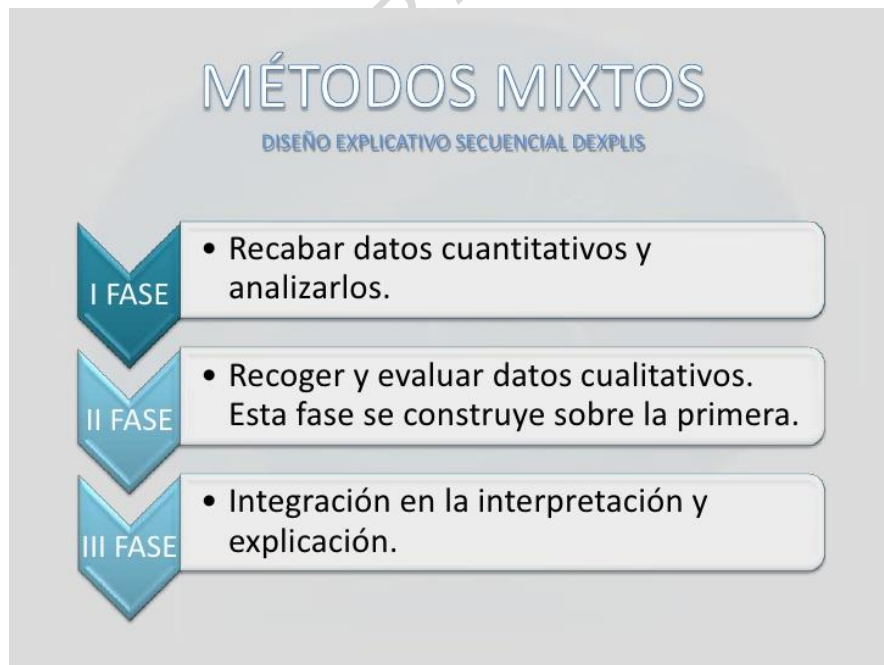 MÉTODOS MIXTOS
DISEÑO EXPLICATIVO SECUENCIAL DEXPLIS
I FASE
• Recabar datos cuantitativos y
analizarlos.
II FASE
• Recoger y evaluar datos cualitativos.
Esta fase se construye sobre la primera.
III FASE
• Integración en la interpretación y
explicación.